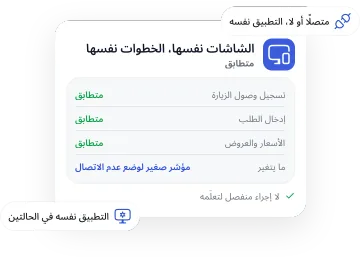 متصلًا أو لا، التطبيق نفسه
الشاشات نفسها، الخطوات نفسها
متطابق
تسجيل وصول الزيارة متطابق
إدخال الطلب متطابق
الأسعار والعروض متطابق
ما يتغير مؤشر صغير لوضع عدم الاتصال
لا إجراء منفصل لتعلّمه
التطبيق نفسه في الحالتين